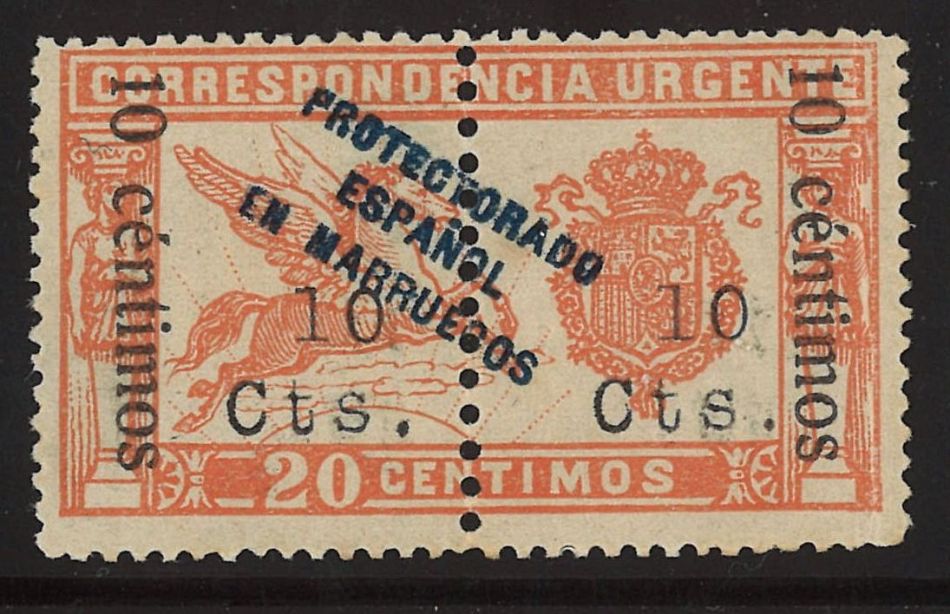 CORRESPONDENCIA URGENTE
10 céntimos
PROTECTORADO
ESPAÑOL
EN MARRUECOS
10
Cts.
10
Cts.
10 céntimos
20 CENTIMOS